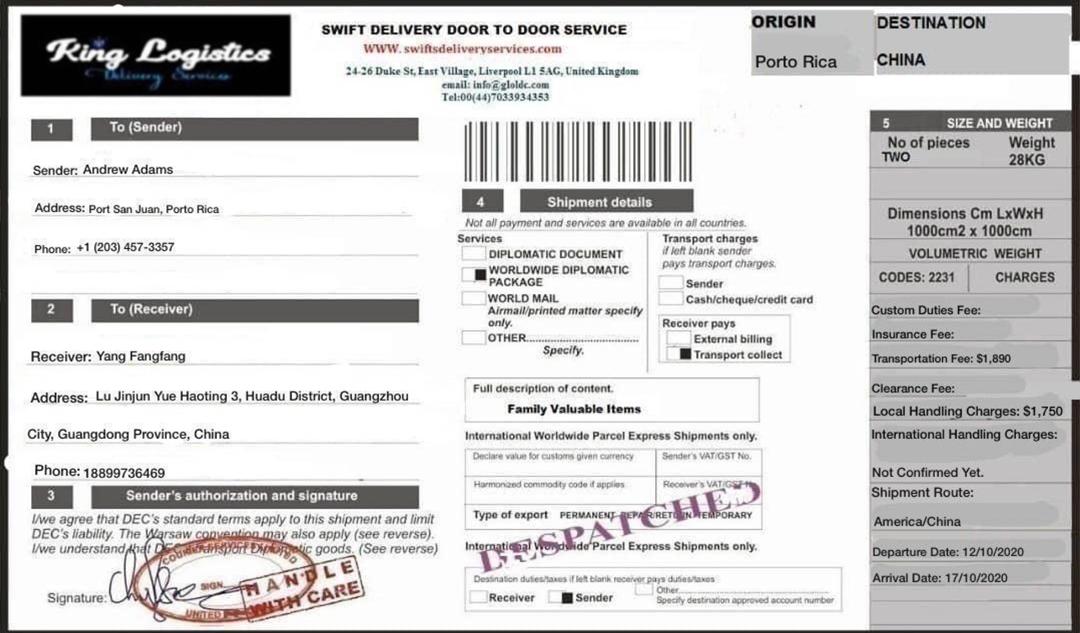 King Logistics
Delivery Service
SWIFT DELIVERY DOOR TO DOOR SERVICE
WWW. swiftsdeliveryservices.com
24-26 Duke St, East Village, Liverpool L1 5AG, United Kingdom
email: info@gloldc.com
Tel:00(44)7033934353
ORIGIN
Porto Rica
DESTINATION
CHINA
1 To (Sender)
Sender: Andrew Adams
Address: Port San Juan, Porto Rica
Phone: +1 (203) 457-3357
2 To (Receiver)
Receiver: Yang Fangfang
Address: Lu Jinjun Yue Haoting 3, Huadu District, Guangzhou
City, Guangdong Province, China
Phone: 18899736469
3 Sender's authorization and signature
I/we agree that DEC's standard terms apply to this shipment and limit
DEC's liability. The Warsaw convention may also apply (see reverse).
I/we understand that DEC transport Diplomatic goods. (See reverse)
Signature:
COURIER SERVICES
SIGN.
UNITED
HANDLE
WITH CARE
4 Shipment details
Not all payment and services are available in all countries.
Services
DIPLOMATIC DOCUMENT
WORLDWIDE DIPLOMATIC
PACKAGE
WORLD MAIL
Airmail/printed matter specify
only.
OTHER..............................
Specify.
Transport charges
if left blank sender
pays transport charges.
Sender
Cash/cheque/credit card
Receiver pays
External billing
Transport collect
Full description of content.
Family Valuable Items
International Worldwide Parcel Express Shipments only.
Declare value for customs given currency
Sender's VAT/GST No.
Harmonized commodity code if applies
Receiver's VAT/GST N
Type of export PERMANENT REPAIR/RETURN TEMPORARY
DESPATCHED
International Worldwide Parcel Express Shipments only.
Destination duties/taxes if left blank receiver pays duties/taxes
Receiver
Sender
Other
Specify destination approved account number
5 SIZE AND WEIGHT
No of pieces Weight
TWO 28KG
Dimensions Cm LxWxH
1000cm2 x 1000cm
VOLUMETRIC WEIGHT
CODES: 2231 CHARGES
Custom Duties Fee:
Insurance Fee:
Transportation Fee: $1,890
Clearance Fee:
Local Handling Charges: $1,750
International Handling Charges:
Not Confirmed Yet.
Shipment Route:
America/China
Departure Date: 12/10/2020
Arrival Date: 17/10/2020